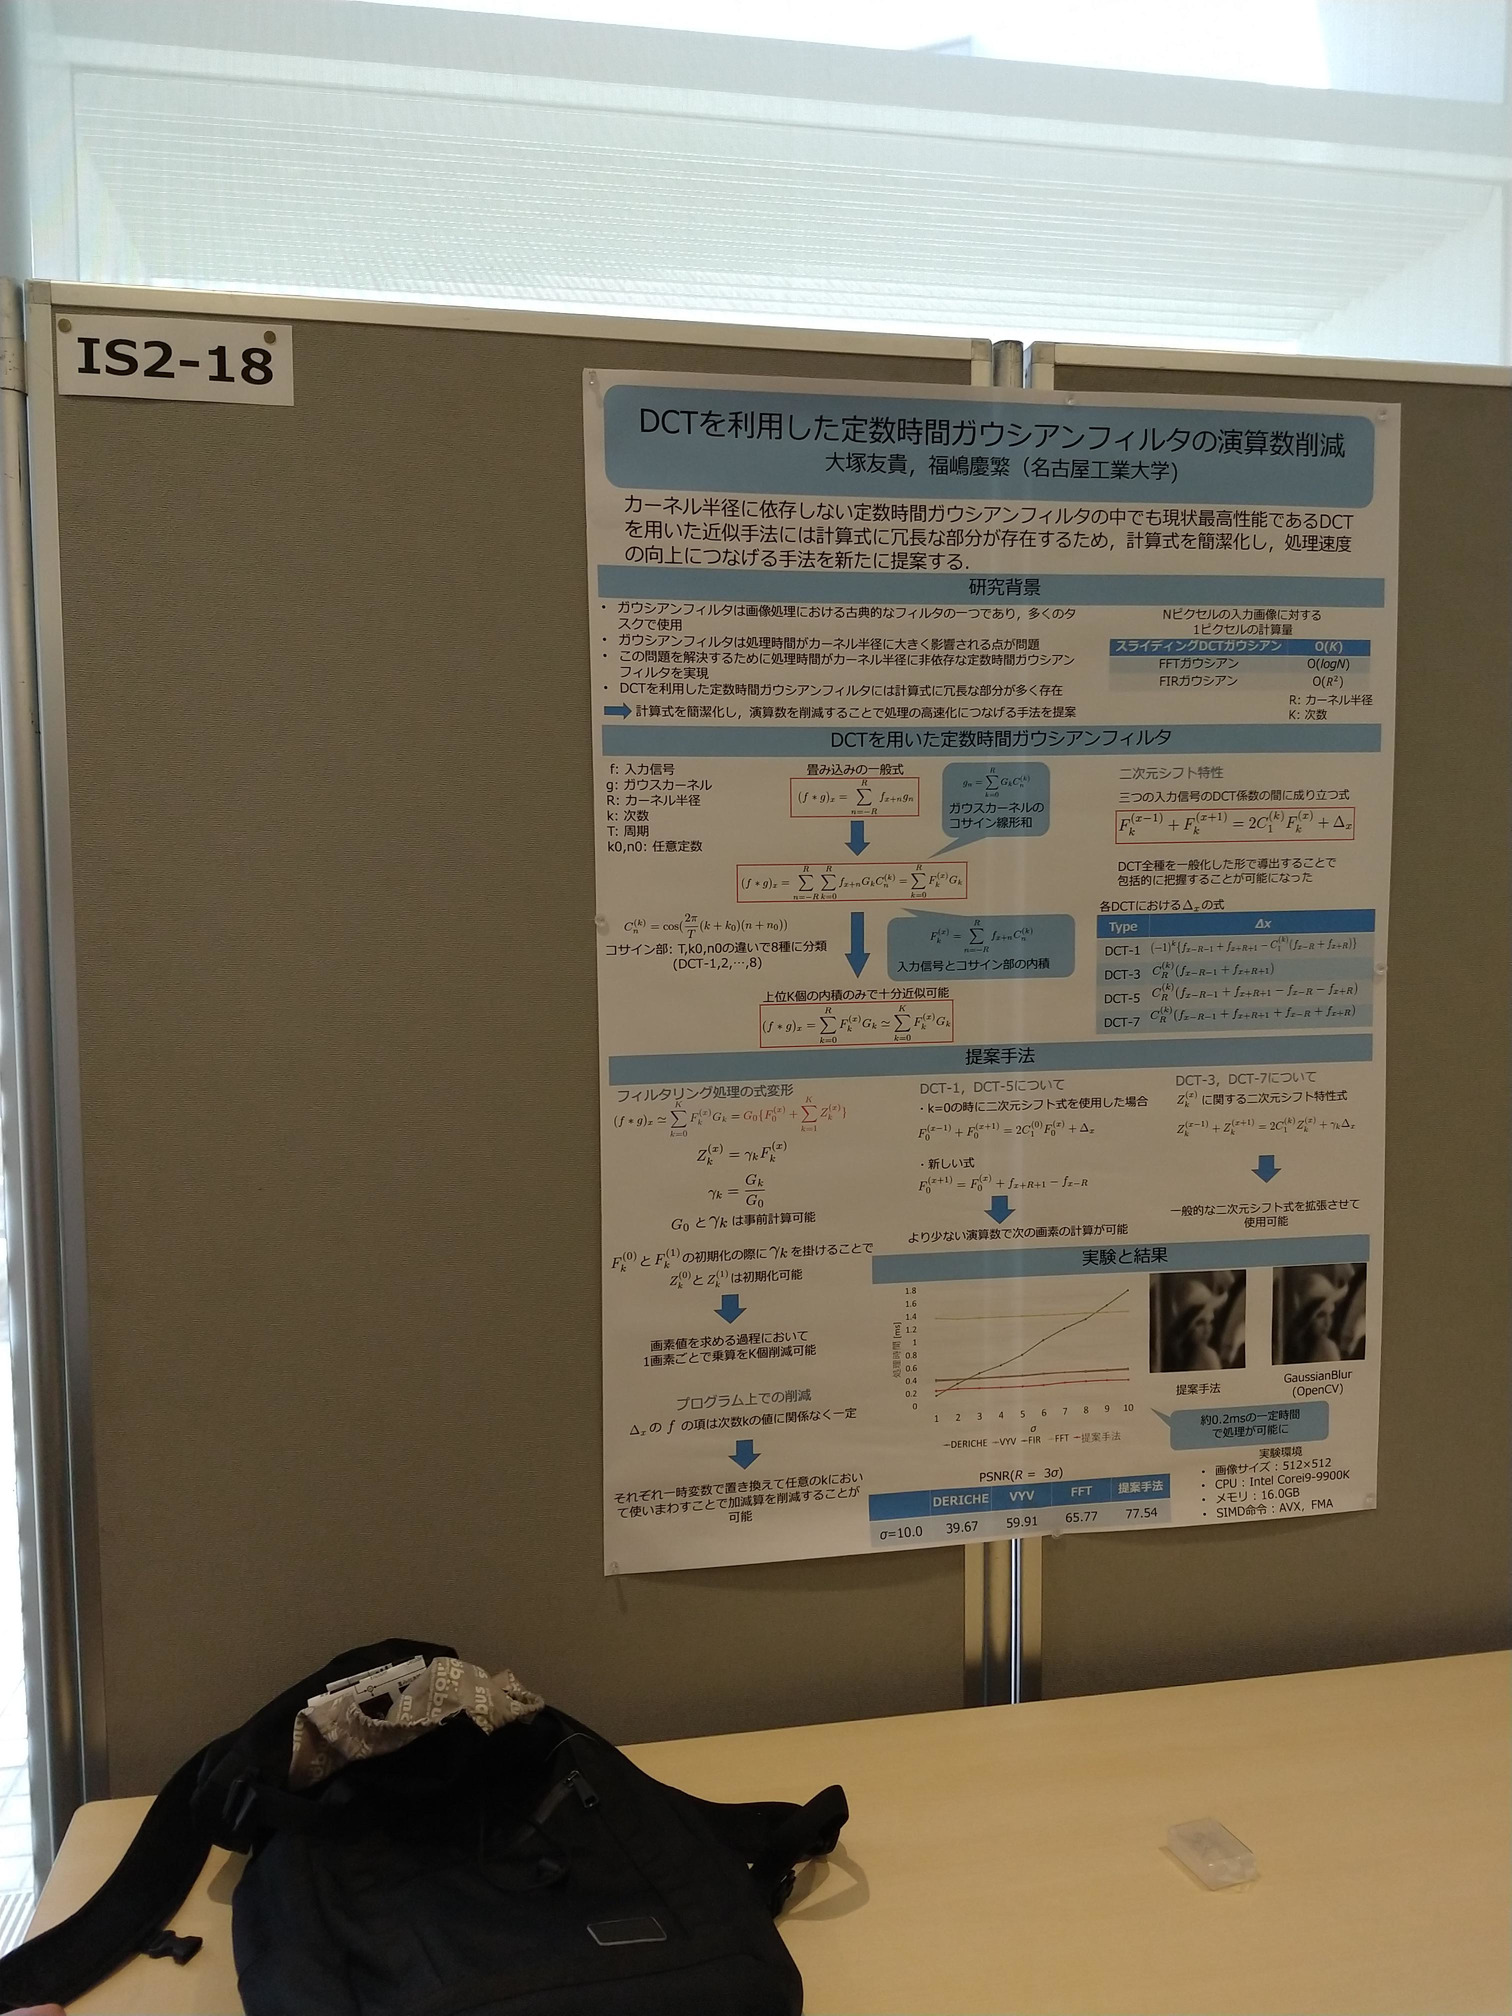 IS2-18
DCTを利用した定数時間ガウシアンフィルタの演算数削減
大塚友貴，福嶋慶繁（名古屋工業大学)
カーネル半径に依存しない定数時間ガウシアンフィルタの中でも現状最高性能であるDCT
を用いた近似手法には計算式に冗長な部分が存在するため，計算式を簡潔化し，処理速度
の向上につなげる手法を新たに提案する.
研究背景
• ガウシアンフィルタは画像処理における古典的なフィルタの一つであり，多くのタ
スクで使用
• ガウシアンフィルタは処理時間がカーネル半径に大きく影響される点が問題
• この問題を解決するために処理時間がカーネル半径に非依存な定数時間ガウシアン
フィルタを実現
• DCTを利用した定数時間ガウシアンフィルタには計算式に冗長な部分が多く存在
計算式を簡潔化し，演算数を削減することで処理の高速化につなげる手法を提案
Nピクセルの入力画像に対する
1ピクセルの計算量
スライディングDCTガウシアン O(K)
FFTガウシアン O(logN)
FIRガウシアン O(R²)
R: カーネル半径
K: 次数
DCTを用いた定数時間ガウシアンフィルタ
f: 入力信号
g: ガウスカーネル
R: カーネル半径
k: 次数
T: 周期
k0,n0: 任意定数
畳み込みの一般式
(f * g)_x = \sum_{n=-R}^{R} f_{x+n}g_n
g_n = \sum_{k=0}^{R} G_k C_n^{(k)}
ガウスカーネルの
コサイン線形和
(f * g)_x = \sum_{n=-R}^{R} \sum_{k=0}^{R} f_{x+n}G_k C_n^{(k)} = \sum_{k=0}^{R} F_k^{(x)}G_k
C_n^{(k)} = cos(\frac{2π}{T}(k + k_0)(n + n_0))
コサイン部: T,k0,n0の違いで8種に分類
(DCT-1,2,…,8)
F_k^{(x)} = \sum_{n=-R}^{R} f_{x+n}C_n^{(k)}
入力信号とコサイン部の内積
上位K個の内積のみで十分近似可能
(f * g)_x = \sum_{k=0}^{R} F_k^{(x)}G_k ≃ \sum_{k=0}^{K} F_k^{(x)}G_k
二次元シフト特性
三つの入力信号のDCT係数の間に成り立つ式
F_k^{(x-1)} + F_k^{(x+1)} = 2C_1^{(k)}F_k^{(x)} + Δ_x
DCT全種を一般化した形で導出することで
包括的に把握することが可能になった
各DCTにおけるΔ_xの式
Type Δx
DCT-1 (-1)^k{f_{x-R-1} + f_{x+R+1} - C_1^{(k)}(f_{x-R} + f_{x+R})}
DCT-3 C_R^{(k)}(f_{x-R-1} + f_{x+R+1})
DCT-5 C_R^{(k)}(f_{x-R-1} + f_{x+R+1} - f_{x-R} - f_{x+R})
DCT-7 C_R^{(k)}(f_{x-R-1} + f_{x+R+1} + f_{x-R} + f_{x+R})
提案手法
フィルタリング処理の式変形
(f * g)_x ≃ \sum_{k=0}^{K} F_k^{(x)}G_k = G_0{F_0^{(x)} + \sum_{k=1}^{K} Z_k^{(x)}}
Z_k^{(x)} = γ_k F_k^{(x)}
γ_k = \frac{G_k}{G_0}
G_0 と γ_k は事前計算可能
F_k^{(0)} と F_k^{(1)} の初期化の際に γ_k を掛けることで
Z_k^{(0)} と Z_k^{(1)} は初期化可能
画素値を求める過程において
1画素ごとで乗算をK個削減可能
プログラム上での削減
Δ_x の f の項は次数kの値に関係なく一定
それぞれ一時変数で置き換えて任意のkにおい
て使いまわすことで加減算を削減することが
可能
DCT-1，DCT-5について
・k=0の時に二次元シフト式を使用した場合
F_0^{(x-1)} + F_0^{(x+1)} = 2C_1^{(0)}F_0^{(x)} + Δ_x
・新しい式
F_0^{(x+1)} = F_0^{(x)} + f_{x+R+1} - f_{x-R}
より少ない演算数で次の画素の計算が可能
DCT-3，DCT-7について
Z_k^{(x)} に関する二次元シフト特性式
Z_k^{(x-1)} + Z_k^{(x+1)} = 2C_1^{(k)}Z_k^{(x)} + γ_kΔ_x
一般的な二次元シフト式を拡張させて
使用可能
実験と結果
処理時間 [ms]
1.8
1.6
1.4
1.2
1
0.8
0.6
0.4
0.2
0
1 2 3 4 5 6 7 8 9 10
σ
DERICHE VYV FIR FFT 提案手法
提案手法
GaussianBlur
(OpenCV)
約0.2msの一定時間
で処理が可能に
実験環境
• 画像サイズ：512×512
• CPU：Intel Corei9-9900K
• メモリ：16.0GB
• SIMD命令：AVX，FMA
PSNR(R = 3σ)
DERICHE VYV FFT 提案手法
σ=10.0 39.67 59.91 65.77 77.54